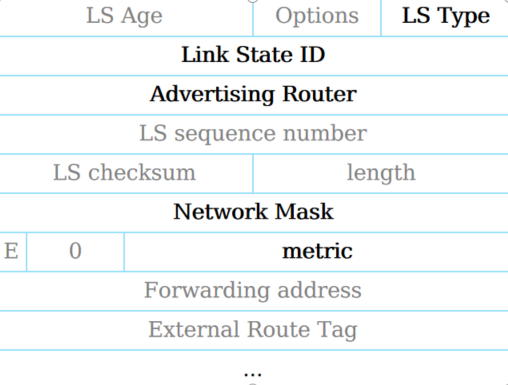 LS Age Options LS Type
Link State ID
Advertising Router
LS sequence number
LS checksum length
Network Mask
E 0 metric
Forwarding address
External Route Tag
...